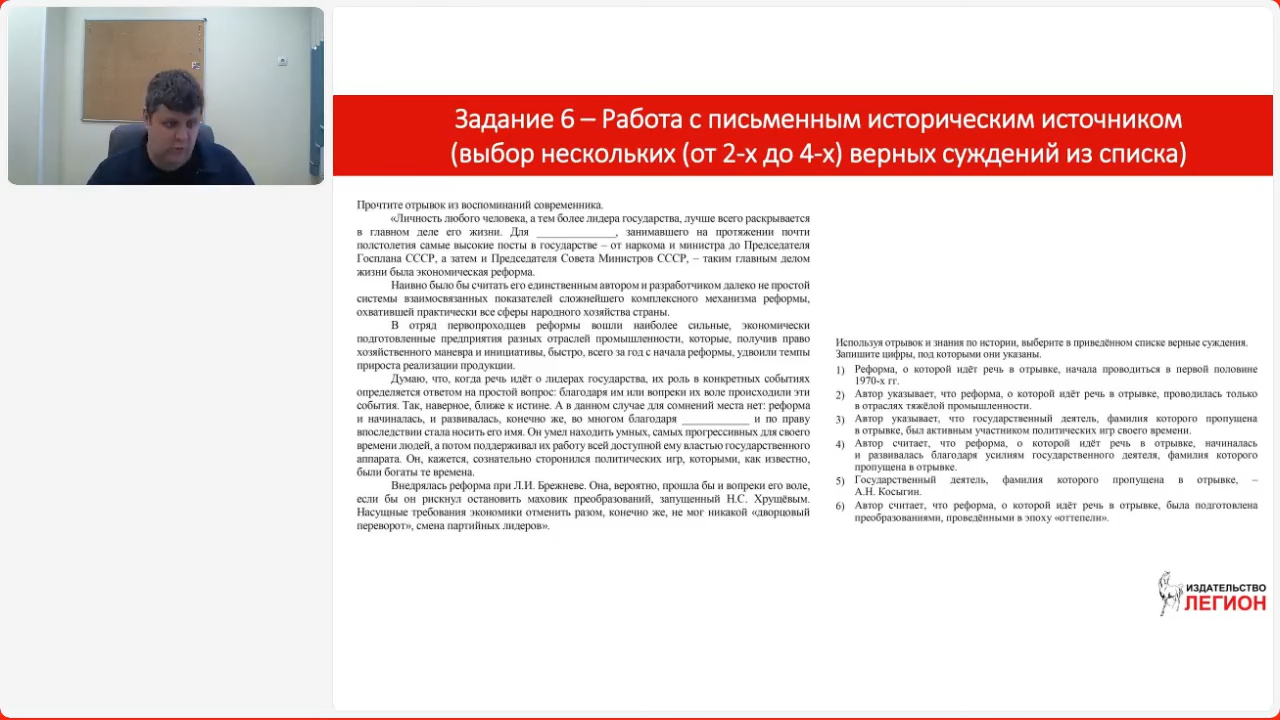 Задание 6 – Работа с письменным историческим источником
(выбор нескольких (от 2-х до 4-х) верных суждений из списка)
Прочтите отрывок из воспоминаний современника.
«Личность любого человека, а тем более лидера государства, лучше всего раскрывается
в главном деле его жизни. Для ______________, занимавшего на протяжении почти
полстолетия самые высокие посты в государстве – от наркома и министра до Председателя
Госплана СССР, а затем и Председателя Совета Министров СССР, – таким главным делом
жизни была экономическая реформа.
Наивно было бы считать его единственным автором и разработчиком далеко не простой
системы взаимосвязанных показателей сложнейшего комплексного механизма реформы,
охватившей практически все сферы народного хозяйства страны.
В отряд первопроходцев реформы вошли наиболее сильные, экономически
подготовленные предприятия разных отраслей промышленности, которые, получив право
хозяйственного маневра и инициативы, быстро, всего за год с начала реформы, удвоили темпы
прироста реализации продукции.
Думаю, что, когда речь идёт о лидерах государства, их роль в конкретных событиях
определяется ответом на простой вопрос: благодаря им или вопреки их воле происходили эти
события. Так, наверное, ближе к истине. А в данном случае для сомнений места нет: реформа
и начиналась, и развивалась, конечно же, во многом благодаря ____________ и по праву
впоследствии стала носить его имя. Он умел находить умных, самых прогрессивных для своего
времени людей, а потом поддерживал их работу всей доступной ему властью государственного
аппарата. Он, кажется, сознательно сторонился политических игр, которыми, как известно,
были богаты те времена.
Внедрялась реформа при Л.И. Брежневе. Она, вероятно, прошла бы и вопреки его воле,
если бы он рискнул остановить маховик преобразований, запущенный Н.С. Хрущёвым.
Насущные требования экономики отменить разом, конечно же, не мог никакой «дворцовый
переворот», смена партийных лидеров».
Используя отрывок и знания по истории, выберите в приведённом списке верные суждения.
Запишите цифры, под которыми они указаны.
1) Реформа, о которой идёт речь в отрывке, начала проводиться в первой половине
1970-х гг.
2) Автор указывает, что реформа, о которой идёт речь в отрывке, проводилась только
в отраслях тяжёлой промышленности.
3) Автор указывает, что государственный деятель, фамилия которого пропущена
в отрывке, был активным участником политических игр своего времени.
4) Автор считает, что реформа, о которой идёт речь в отрывке, начиналась
и развивалась благодаря усилиям государственного деятеля, фамилия которого
пропущена в отрывке.
5) Государственный деятель, фамилия которого пропущена в отрывке, –
А.Н. Косыгин.
6) Автор считает, что реформа, о которой идёт речь в отрывке, была подготовлена
преобразованиями, проведёнными в эпоху «оттепели».
ИЗДАТЕЛЬСТВО
ЛЕГИОН